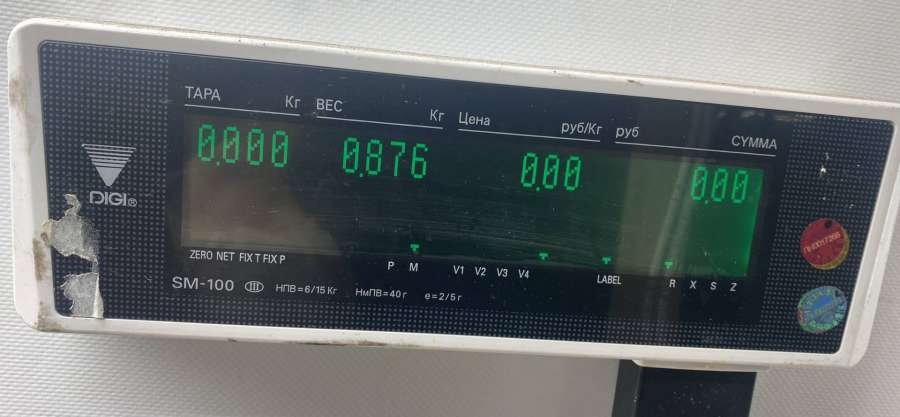 ТАРА Кг ВЕС Кг Цена руб/Кг руб СУММА
0,000 0,876 0,00 0,00
DIGI®
ZERO NET FIX T FIX P P M V1 V2 V3 V4 LABEL R X S Z
SM-100 III НПВ=6/15 Кг НмПВ=40 г е=2/5 г